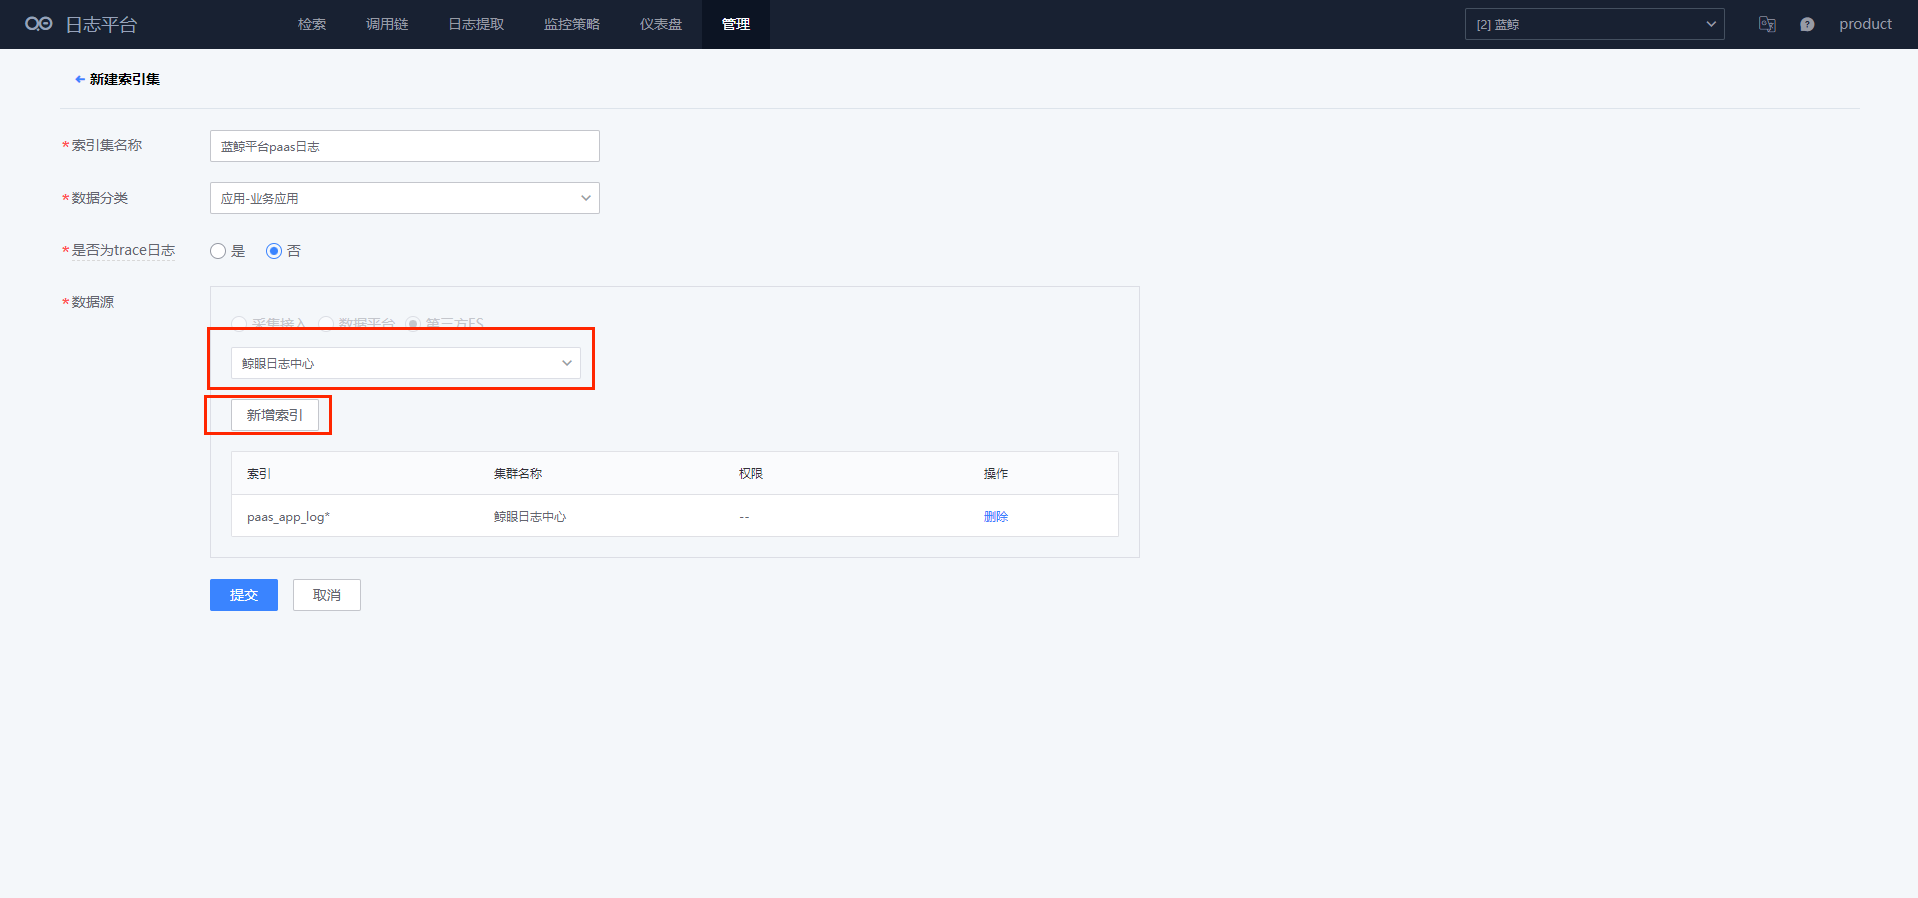 日志平台 检索 调用链 日志提取 监控策略 仪表盘 管理 [2] 蓝鲸 product
新建索引集
*索引集名称 蓝鲸平台paas日志
*数据分类 应用-业务应用
*是否为trace日志 是 否
*数据源
采集接入 数据平台 第三方ES
鲸眼日志中心
新增索引
索引 集群名称 权限 操作
paas_app_log* 鲸眼日志中心 -- 删除
提交 取消